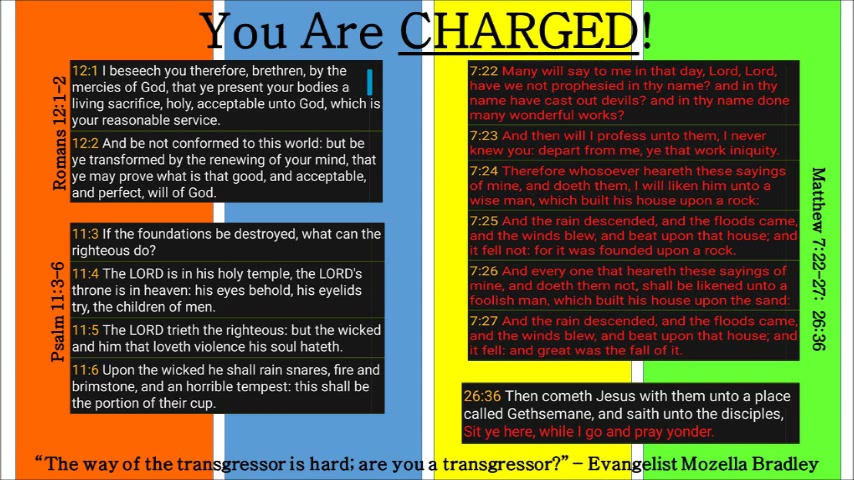 You Are CHARGED!
Romans 12:1-2
12:1 I beseech you therefore, brethren, by the
mercies of God, that ye present your bodies a
living sacrifice, holy, acceptable unto God, which is
your reasonable service.
12:2 And be not conformed to this world: but be
ye transformed by the renewing of your mind, that
ye may prove what is that good, and acceptable,
and perfect, will of God.
Psalm 11:3-6
11:3 If the foundations be destroyed, what can the
righteous do?
11:4 The LORD is in his holy temple, the LORD's
throne is in heaven: his eyes behold, his eyelids
try, the children of men.
11:5 The LORD trieth the righteous: but the wicked
and him that loveth violence his soul hateth.
11:6 Upon the wicked he shall rain snares, fire and
brimstone, and an horrible tempest: this shall be
the portion of their cup.
7:22 Many will say to me in that day, Lord, Lord,
have we not prophesied in thy name? and in thy
name have cast out devils? and in thy name done
many wonderful works?
7:23 And then will I profess unto them, I never
knew you: depart from me, ye that work iniquity.
7:24 Therefore whosoever heareth these sayings
of mine, and doeth them, I will liken him unto a
wise man, which built his house upon a rock:
7:25 And the rain descended, and the floods came,
and the winds blew, and beat upon that house; and
it fell not: for it was founded upon a rock.
7:26 And every one that heareth these sayings of
mine, and doeth them not, shall be likened unto a
foolish man, which built his house upon the sand:
7:27 And the rain descended, and the floods came,
and the winds blew, and beat upon that house; and
it fell: and great was the fall of it.
Matthew 7:22-27; 26:36
26:36 Then cometh Jesus with them unto a place
called Gethsemane, and saith unto the disciples,
Sit ye here, while I go and pray yonder.
“The way of the transgressor is hard; are you a transgressor?” – Evangelist Mozella Bradley